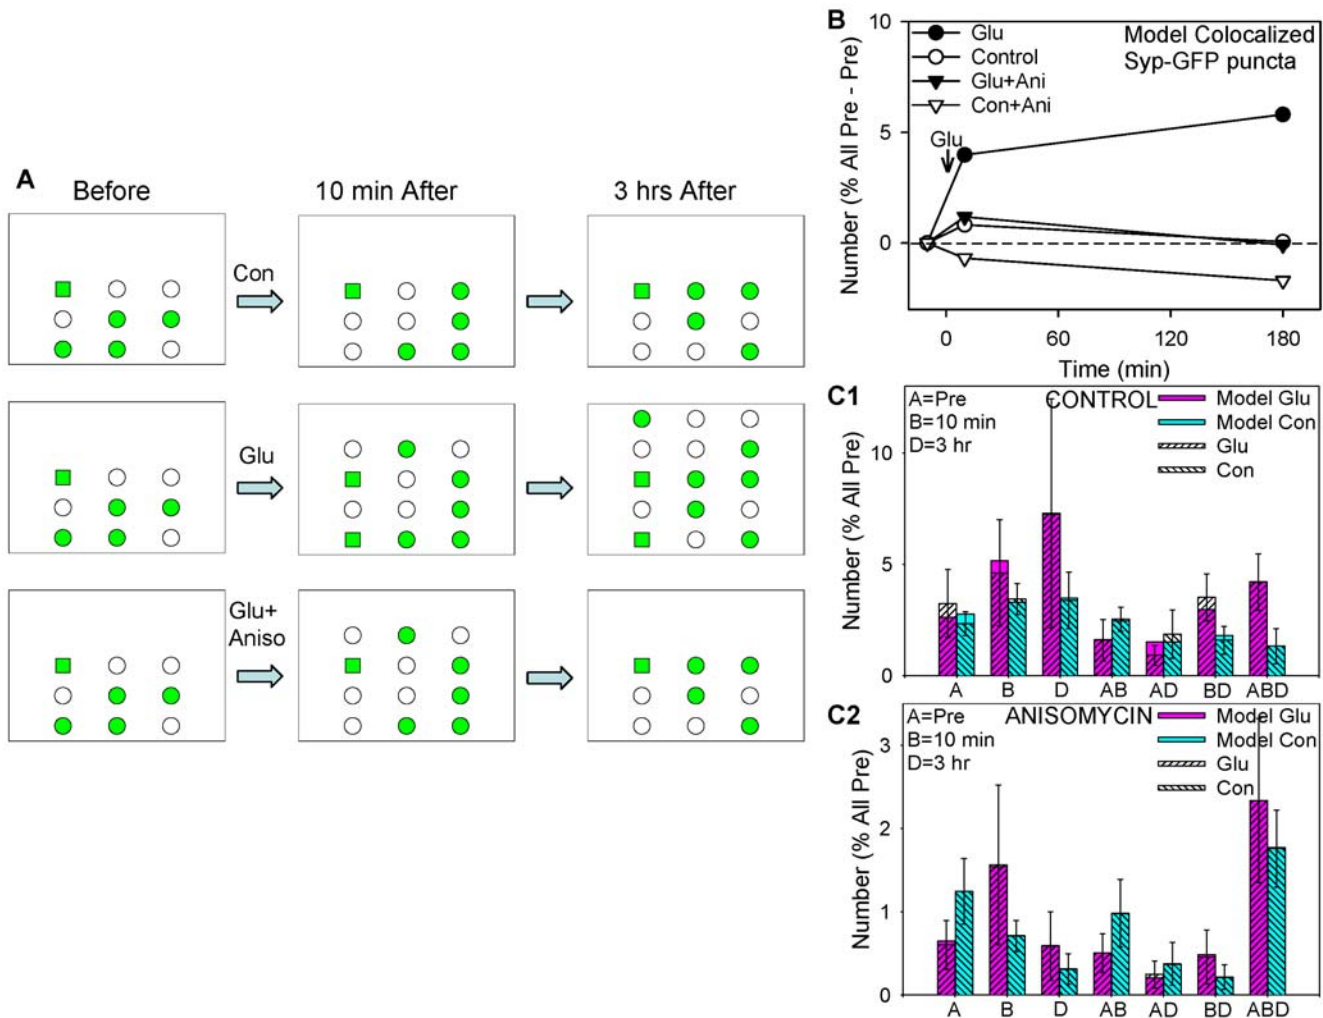 A
Before
10 min After
3 hrs After
Con
Glu
Glu+
Aniso
B
10
5
0
Number (% All Pre - Pre)
Glu
Control
Glu+Ani
Con+Ani
Model Colocalized
Syp-GFP puncta
Glu
0
60
120
180
Time (min)
C1
A=Pre
B=10 min
D=3 hr
CONTROL
Model Glu
Model Con
Glu
Con
10
5
0
Number (% All Pre)
A
B
D
AB
AD
BD
ABD
C2
A=Pre
B=10 min
D=3 hr
ANISOMYCIN
Model Glu
Model Con
Glu
Con
3
2
1
0
Number (% All Pre)
A
B
D
AB
AD
BD
ABD